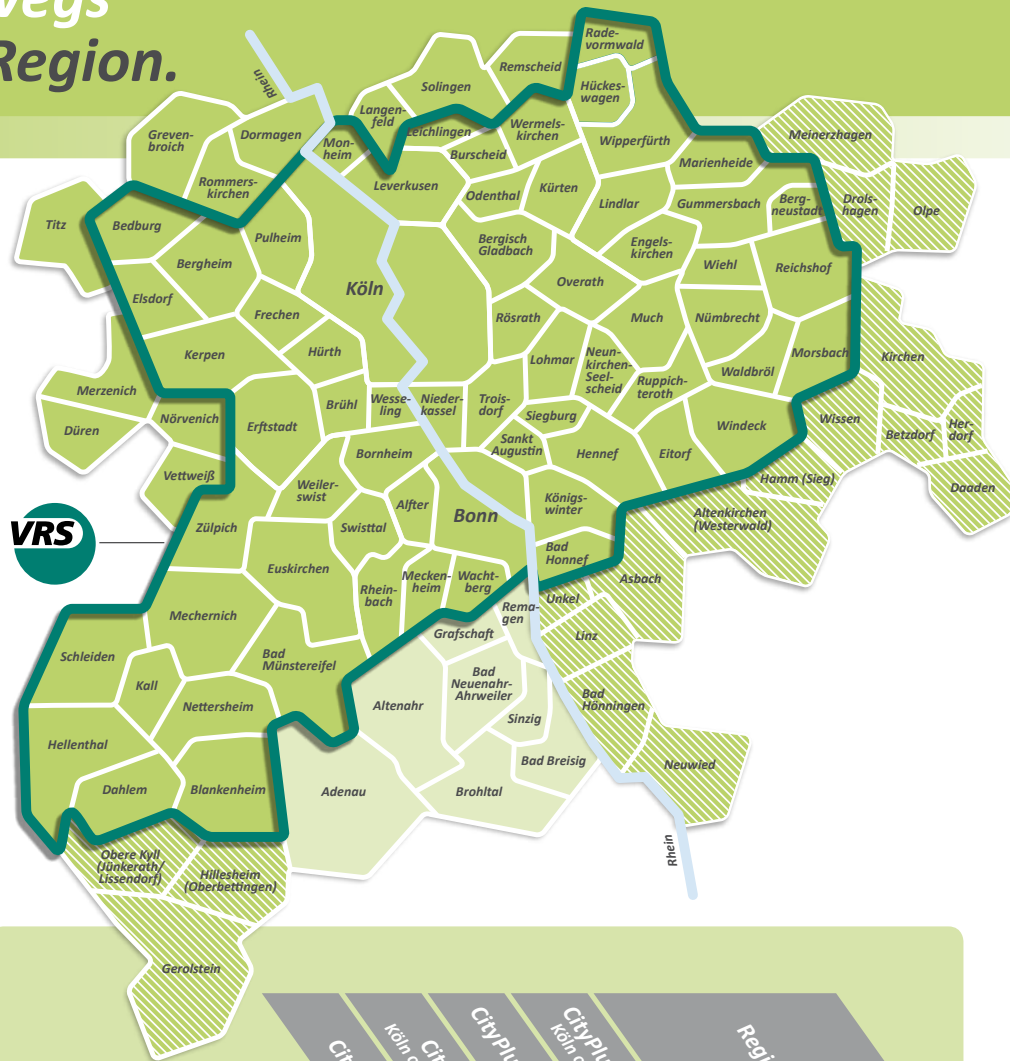 Region.
Rhein
Rade-
vormwald
Remscheid
Solingen
Hückes-
wagen
Langen-
feld
Greven-
broich
Dormagen
Leichlingen
Wermels-
kirchen
Wipperfürth
Meinerzhagen
Mon-
heim
Burscheid
Marienheide
Rommers-
kirchen
Leverkusen
Odenthal
Kürten
Lindlar
Gummersbach
Berg-
neustadt
Drols-
hagen
Olpe
Titz
Bedburg
Pulheim
Bergisch
Gladbach
Engels-
kirchen
Bergheim
Wiehl
Reichshof
Overath
Köln
Elsdorf
Frechen
Rösrath
Much
Nümbrecht
Kerpen
Hürth
Lohmar
Neun-
kirchen-
Seel-
scheid
Morsbach
Kirchen
Waldbröl
Ruppich-
teroth
Merzenich
Brühl
Wesse-
ling
Nieder-
kassel
Trois-
dorf
Siegburg
Nörvenich
Düren
Erftstadt
Windeck
Wissen
Betzdorf
Her-
dorf
Sankt
Augustin
Bornheim
Hennef
Eitorf
Vettweiß
Hamm (Sieg)
Daaden
Weiler-
swist
Alfter
Königs-
winter
Bonn
Altenkirchen
(Westerwald)
VRS
Zülpich
Swisttal
Bad
Honnef
Euskirchen
Asbach
Rhein-
bach
Mecken-
heim
Wacht-
berg
Unkel
Rema-
gen
Mechernich
Grafschaft
Linz
Schleiden
Bad
Münstereifel
Kall
Bad
Neuenahr-
Ahrweiler
Bad
Hönningen
Nettersheim
Altenahr
Sinzig
Hellenthal
Bad Breisig
Neuwied
Dahlem
Blankenheim
Adenau
Brohltal
Rhein
Obere Kyll
(Jünkerath/
Lissendorf)
Hillesheim
(Oberbettingen)
Gerolstein